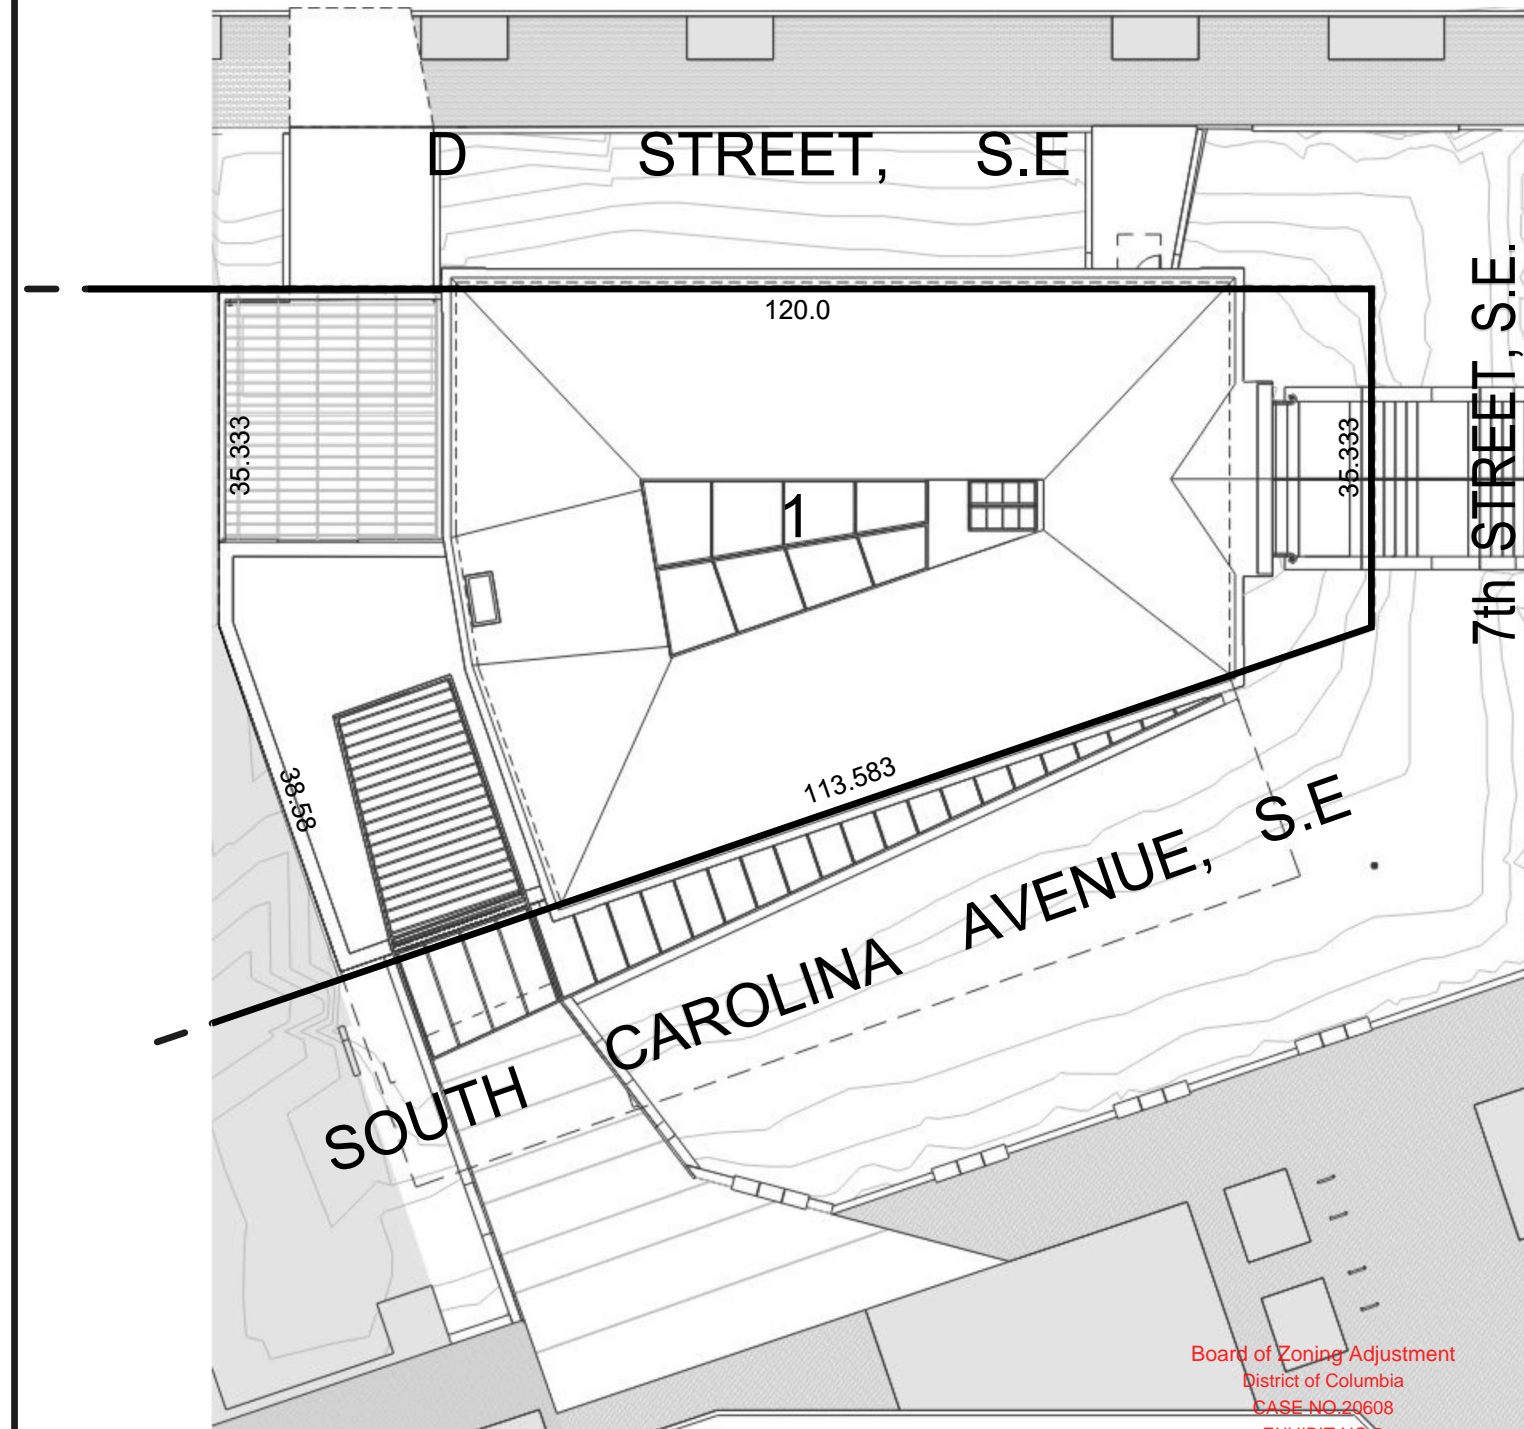 D STREET, S.E
120.0
7th STREET, S.E.
35.333
35.333
1
38.58
113.583
SOUTH CAROLINA AVENUE, S.E
Board of Zoning Adjustment
District of Columbia
CASE NO.20608